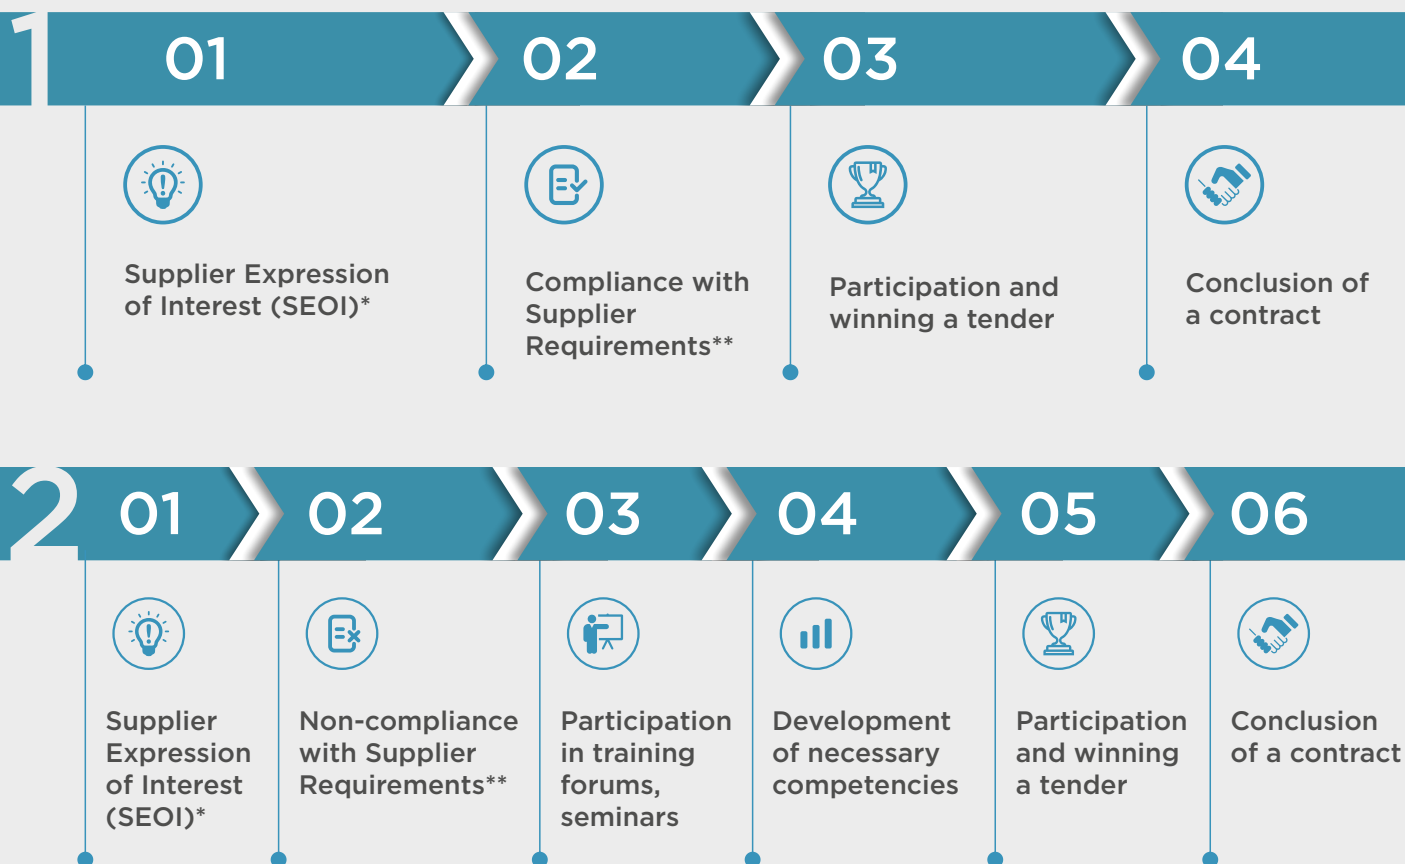 1
01
02
03
04
Supplier Expression
of Interest (SEOI)*
Compliance with
Supplier
Requirements**
Participation and
winning a tender
Conclusion of
a contract
2
01
02
03
04
05
06
Supplier
Expression
of Interest
(SEOI)*
Non-compliance
with Supplier
Requirements**
Participation
in training
forums,
seminars
Development
of necessary
competencies
Participation
and winning
a tender
Conclusion
of a contract